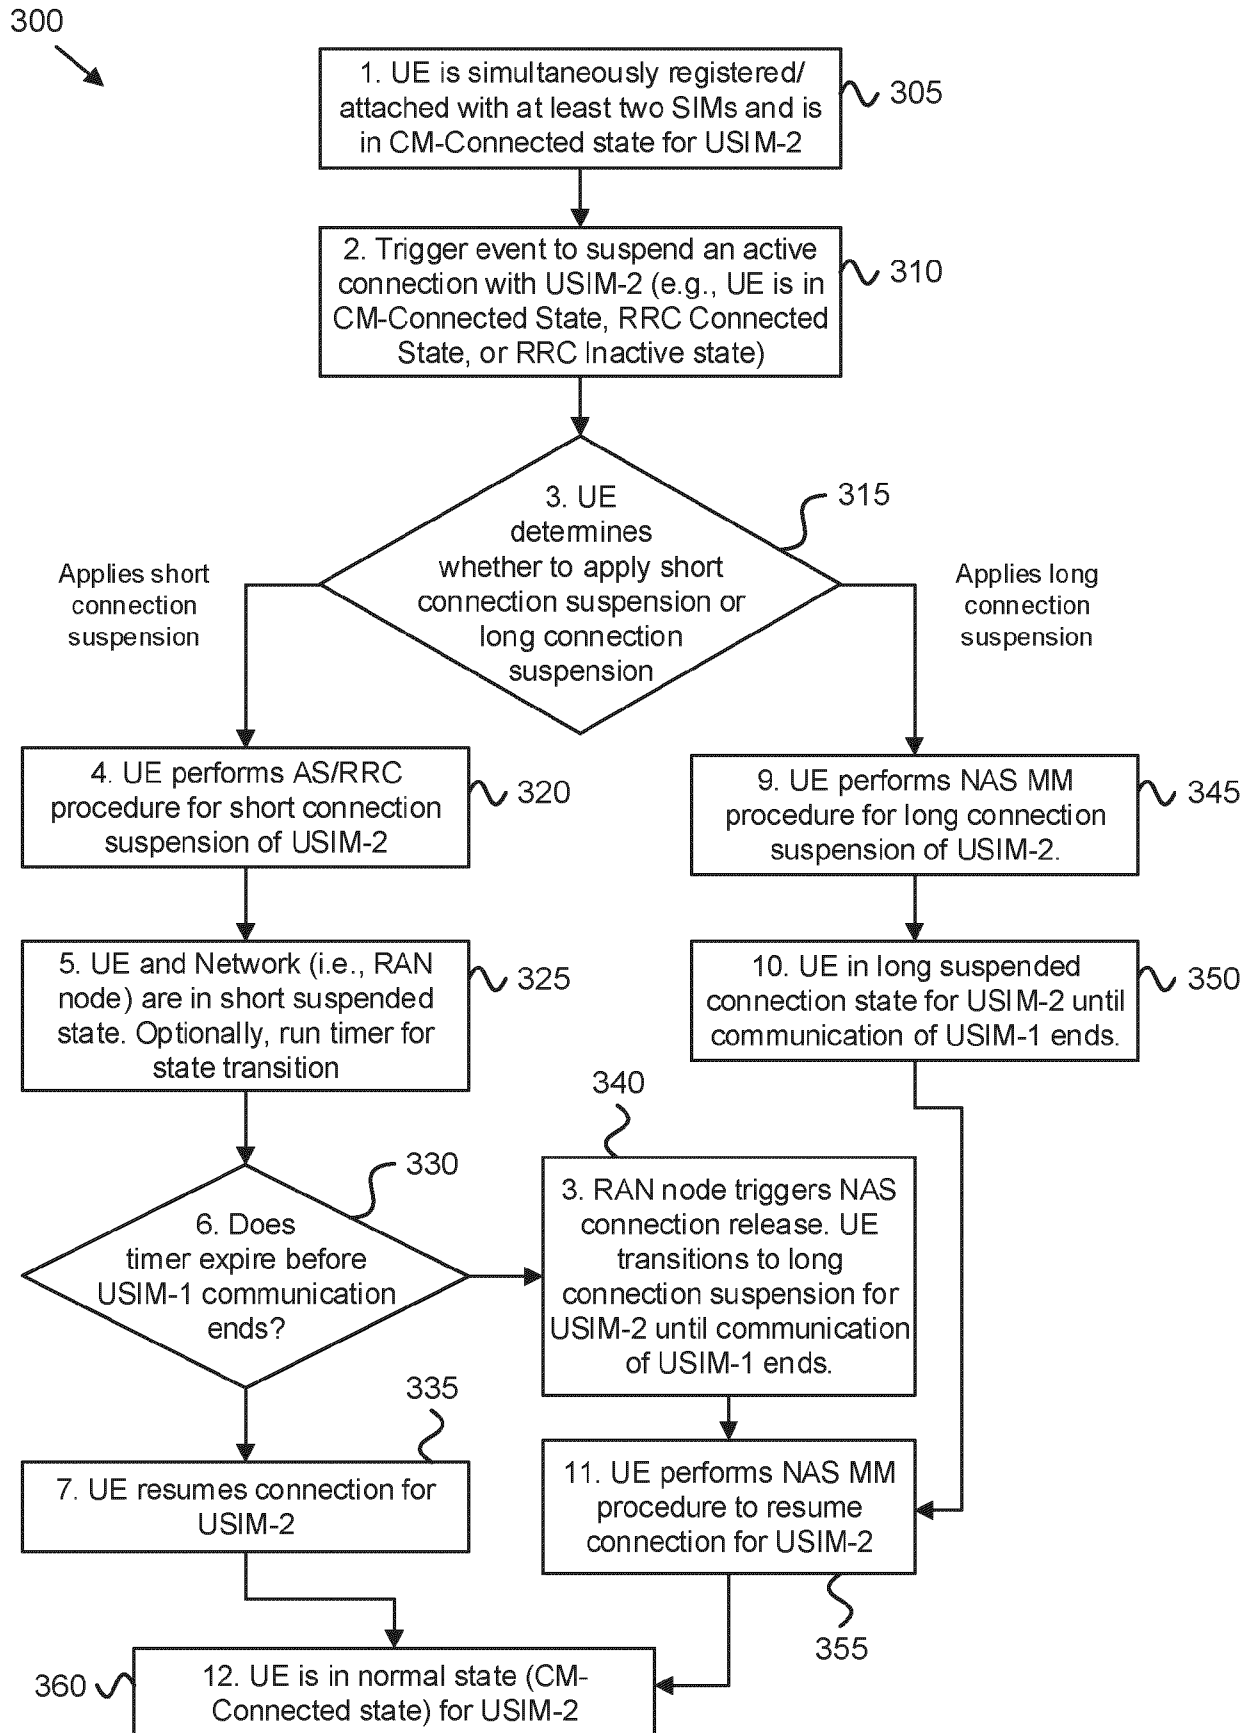 300
1. UE is simultaneously registered/
attached with at least two SIMs and is
in CM-Connected state for USIM-2
305
2. Trigger event to suspend an active
connection with USIM-2 (e.g., UE is in
CM-Connected State, RRC Connected
State, or RRC Inactive state)
310
3. UE
determines
whether to apply short
connection suspension or
long connection
suspension
315
Applies short
connection
suspension
Applies long
connection
suspension
4. UE performs AS/RRC
procedure for short connection
suspension of USIM-2
320
9. UE performs NAS MM
procedure for long connection
suspension of USIM-2.
345
5. UE and Network (i.e., RAN
node) are in short suspended
state. Optionally, run timer for
state transition
325
10. UE in long suspended
connection state for USIM-2 until
communication of USIM-1 ends.
350
340
330
6. Does
timer expire before
USIM-1 communication
ends?
3. RAN node triggers NAS
connection release. UE
transitions to long
connection suspension for
USIM-2 until communication
of USIM-1 ends.
335
7. UE resumes connection for
USIM-2
11. UE performs NAS MM
procedure to resume
connection for USIM-2
355
360
12. UE is in normal state (CM-
Connected state) for USIM-2